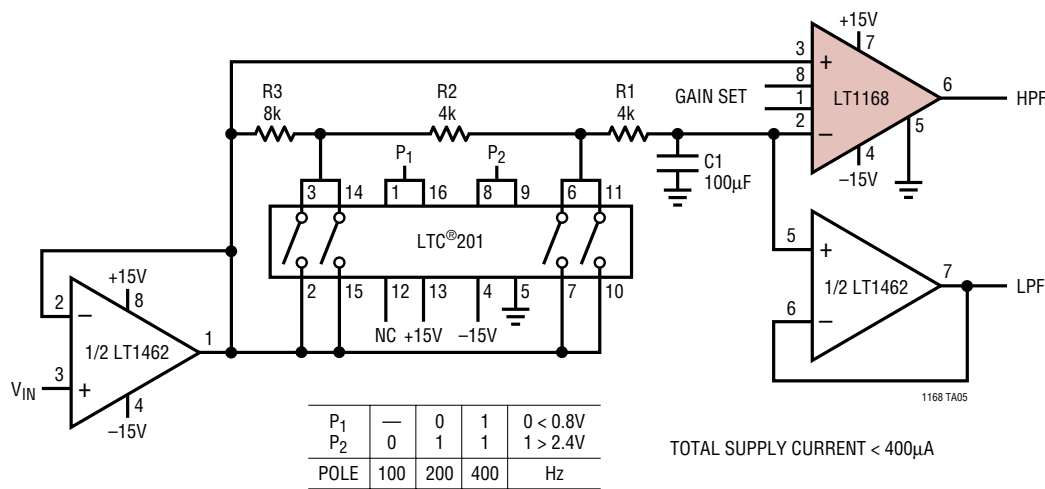 +15V
3
7
+
8
6
GAIN SET
1
LT1168
HPF
R3
8k
R2
4k
R1
4k
2
–
5
P1
P2
C1
100µF
4
–15V
3
14
1
16
8
9
6
11
LTC®201
5
+
7
1/2 LT1462
LPF
6
–
+15V
2
8
–
2
15
12
13
4
5
7
10
1
NC
+15V
–15V
1/2 LT1462
VIN
3
+
4
–15V
1168 TA05
P1 — 0 1 0 < 0.8V
P2 0 1 1 1 > 2.4V
POLE 100 200 400 Hz
TOTAL SUPPLY CURRENT < 400µA